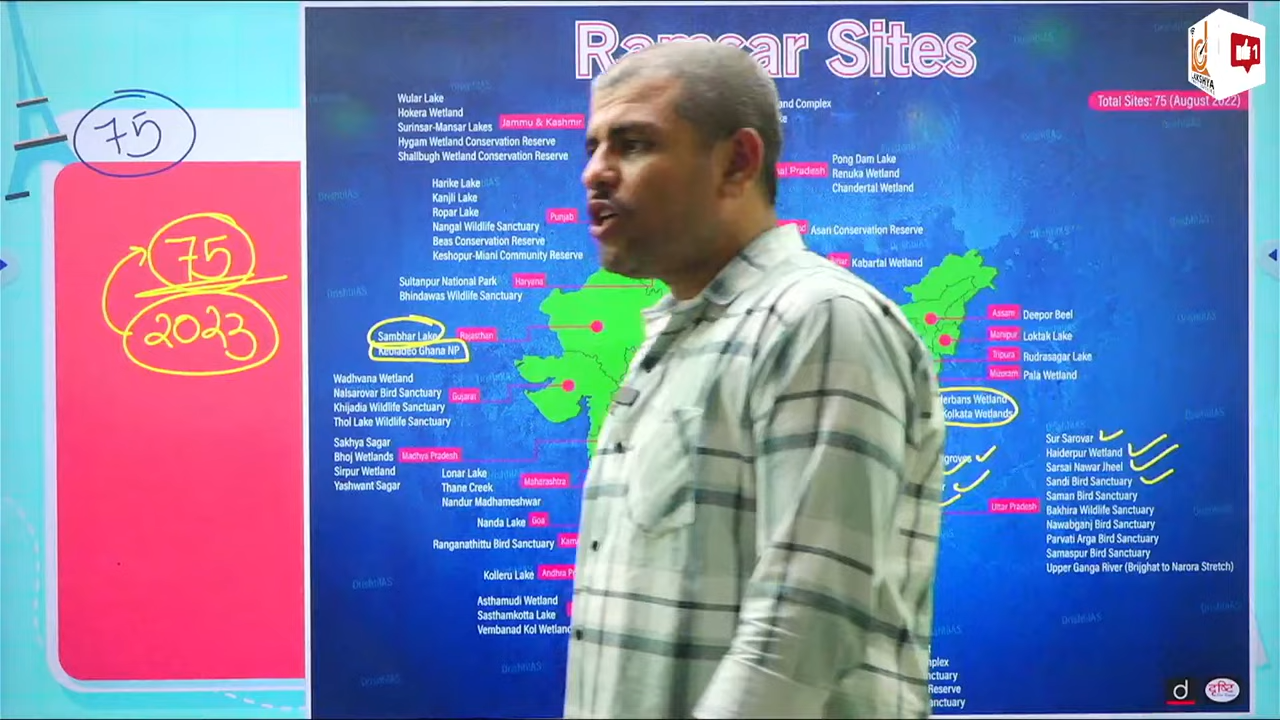 Ramsar Sites
Total Sites: 75 (August 2022)
75
75
2023
Wular Lake
Hokera Wetland
Surinsar-Mansar Lakes
Hygam Wetland Conservation Reserve
Shallbugh Wetland Conservation Reserve
Jammu & Kashmir
Harike Lake
Kanjli Lake
Ropar Lake
Nangal Wildlife Sanctuary
Beas Conservation Reserve
Keshopur-Miani Community Reserve
Punjab
Sultanpur National Park
Bhindawas Wildlife Sanctuary
Haryana
Sambhar Lake
Keoladeo Ghana NP
Rajasthan
Wadhvana Wetland
Nalsarovar Bird Sanctuary
Khijadia Wildlife Sanctuary
Thol Lake Wildlife Sanctuary
Gujarat
Sakhya Sagar
Bhoj Wetlands
Sirpur Wetland
Yashwant Sagar
Madhya Pradesh
Lonar Lake
Thane Creek
Nandur Madhameshwar
Maharashtra
Nanda Lake
Goa
Ranganathittu Bird Sanctuary
Kolleru Lake
Andhra
Asthamudi Wetland
Sasthamkotta Lake
Vembanad Kol Wetland
Complex
Pradesh
Pong Dam Lake
Renuka Wetland
Chandertal Wetland
Asan Conservation Reserve
Kabartal Wetland
Assam
Deepor Beel
Manipur
Loktak Lake
Tripura
Rudrasagar Lake
Mizoram
Pala Wetland
Wetland
Kolkata Wetlands
Uttar Pradesh
Sur Sarovar
Haiderpur Wetland
Sarsai Nawar Jheel
Sandi Bird Sanctuary
Saman Bird Sanctuary
Bakhira Wildlife Sanctuary
Nawabganj Bird Sanctuary
Parvati Arga Bird Sanctuary
Samaspur Bird Sanctuary
Upper Ganga River (Brijghat to Narora Stretch)
Reserve
d
दृष्टि